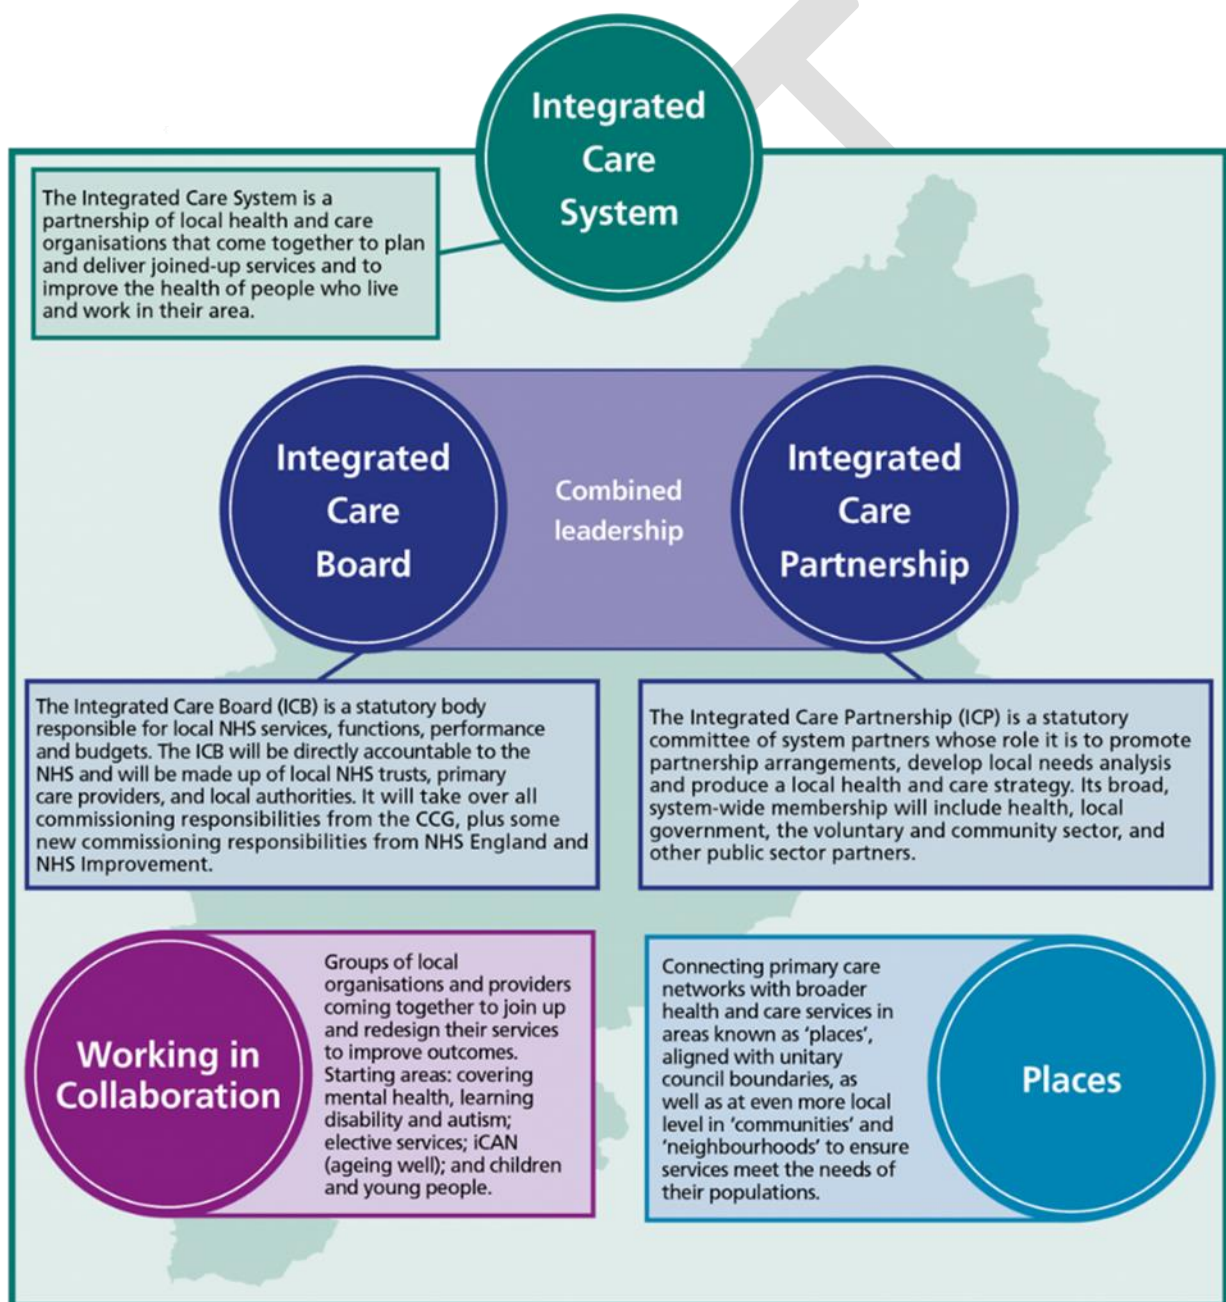 Integrated
Care
System
The Integrated Care System is a
partnership of local health and care
organisations that come together to plan
and deliver joined-up services and to
improve the health of people who live
and work in their area.
Integrated
Care
Board
Combined
leadership
Integrated
Care
Partnership
The Integrated Care Board (ICB) is a statutory body
responsible for local NHS services, functions, performance
and budgets. The ICB will be directly accountable to the
NHS and will be made up of local NHS trusts, primary
care providers, and local authorities. It will take over all
commissioning responsibilities from the CCG, plus some
new commissioning responsibilities from NHS England and
NHS Improvement.
The Integrated Care Partnership (ICP) is a statutory
committee of system partners whose role it is to promote
partnership arrangements, develop local needs analysis
and produce a local health and care strategy. Its broad,
system-wide membership will include health, local
government, the voluntary and community sector, and
other public sector partners.
Working in
Collaboration
Groups of local
organisations and providers
coming together to join up
and redesign their services
to improve outcomes.
Starting areas: covering
mental health, learning
disability and autism;
elective services; iCAN
(ageing well); and children
and young people.
Connecting primary care
networks with broader
health and care services in
areas known as ‘places’,
aligned with unitary
council boundaries, as
well as at even more local
level in ‘communities’ and
‘neighbourhoods’ to ensure
services meet the needs of
their populations.
Places